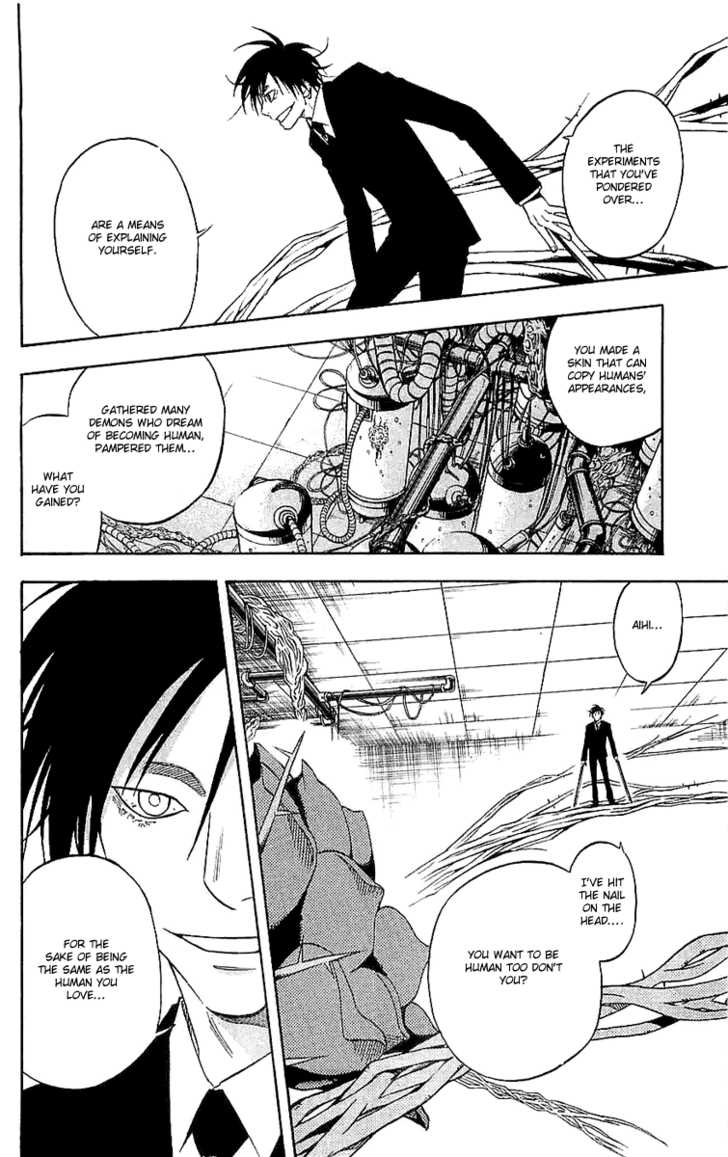 THE
EXPERIMENTS
THAT YOU'VE
PONDERED
OVER...
ARE A MEANS
OF EXPLAINING
YOURSELF.
YOU MADE A
SKIN THAT CAN
COPY HUMANS'
APPEARANCES,
GATHERED MANY
DEMONS WHO DREAM
OF BECOMING HUMAN,
PAMPERED THEM...
WHAT
HAVE YOU
GAINED?
AIHI...
I'VE HIT
THE NAIL
ON THE
HEAD....
YOU WANT TO BE
HUMAN TOO DON'T
YOU?
FOR THE
SAKE OF BEING
THE SAME AS THE
HUMAN YOU
LOVE...